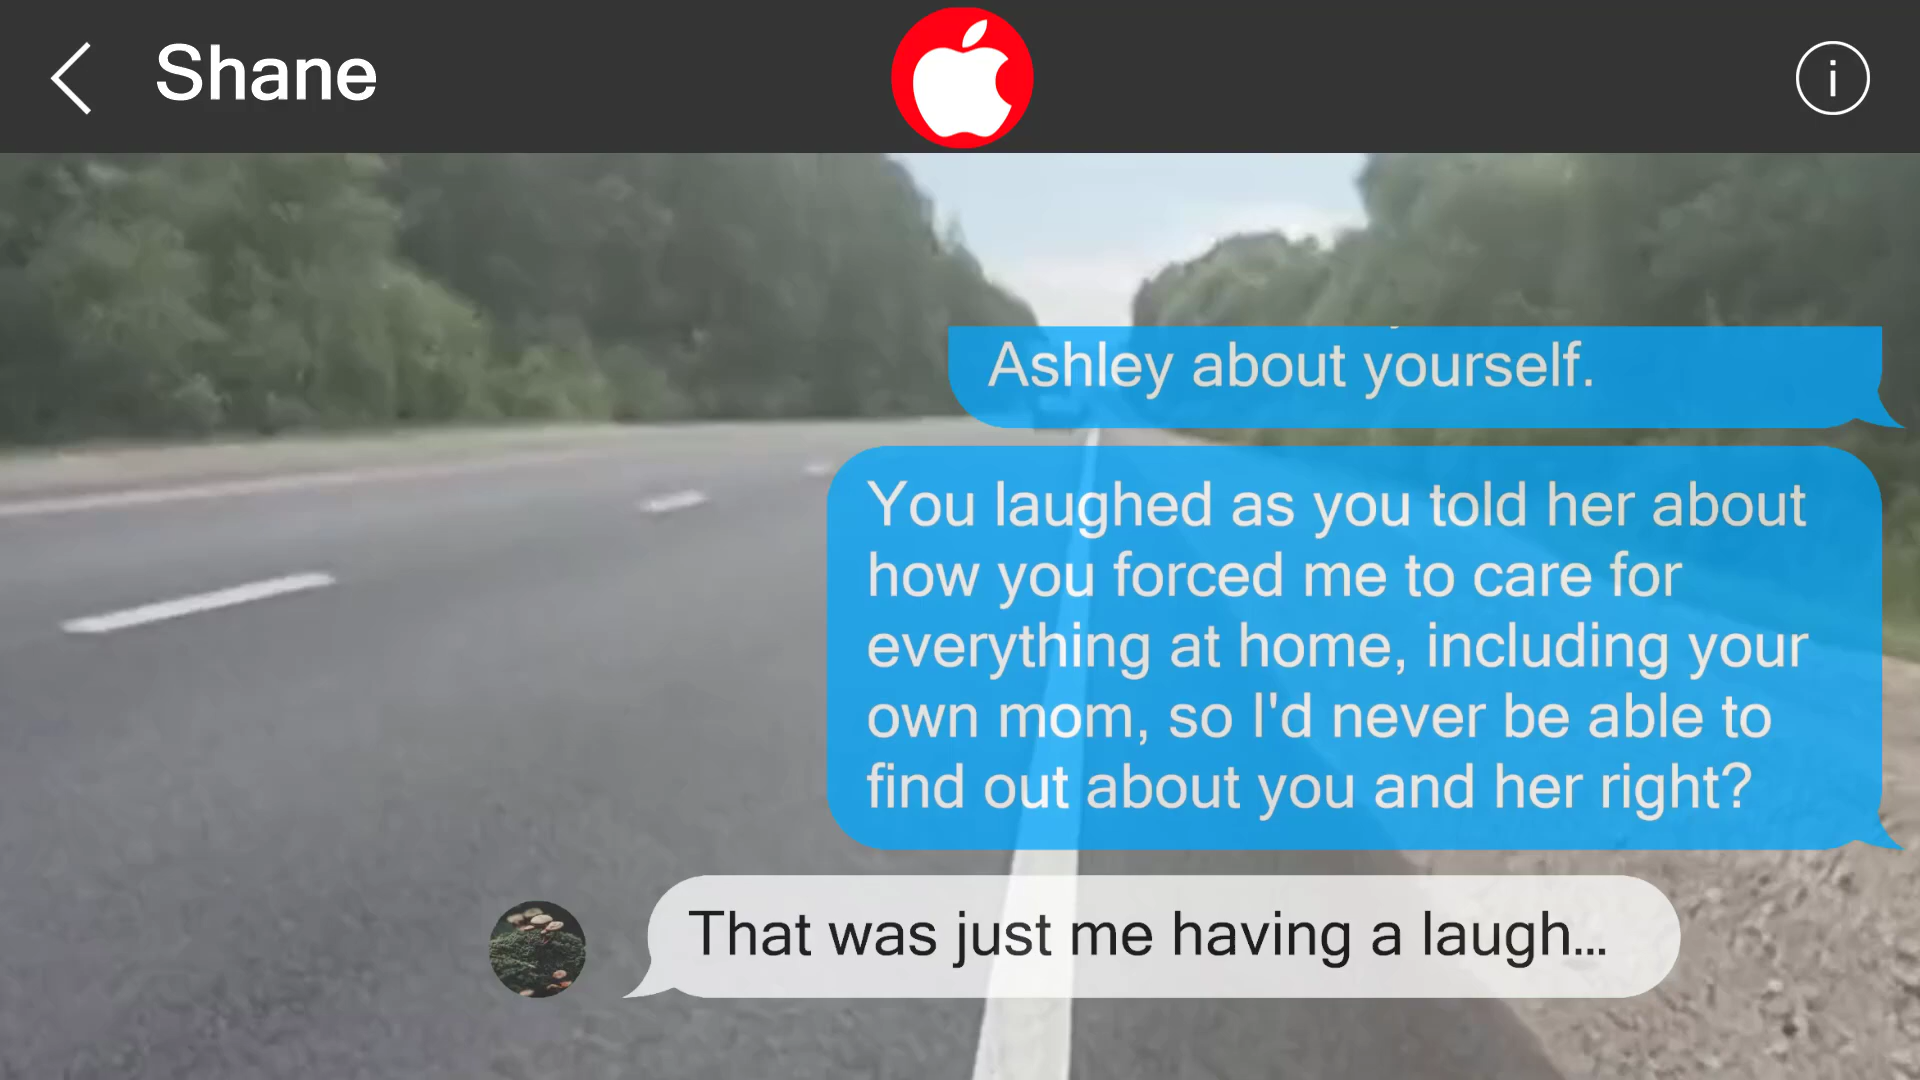 Shane
i
Ashley about yourself.
You laughed as you told her about
how you forced me to care for
everything at home, including your
own mom, so I'd never be able to
find out about you and her right?
That was just me having a laugh...